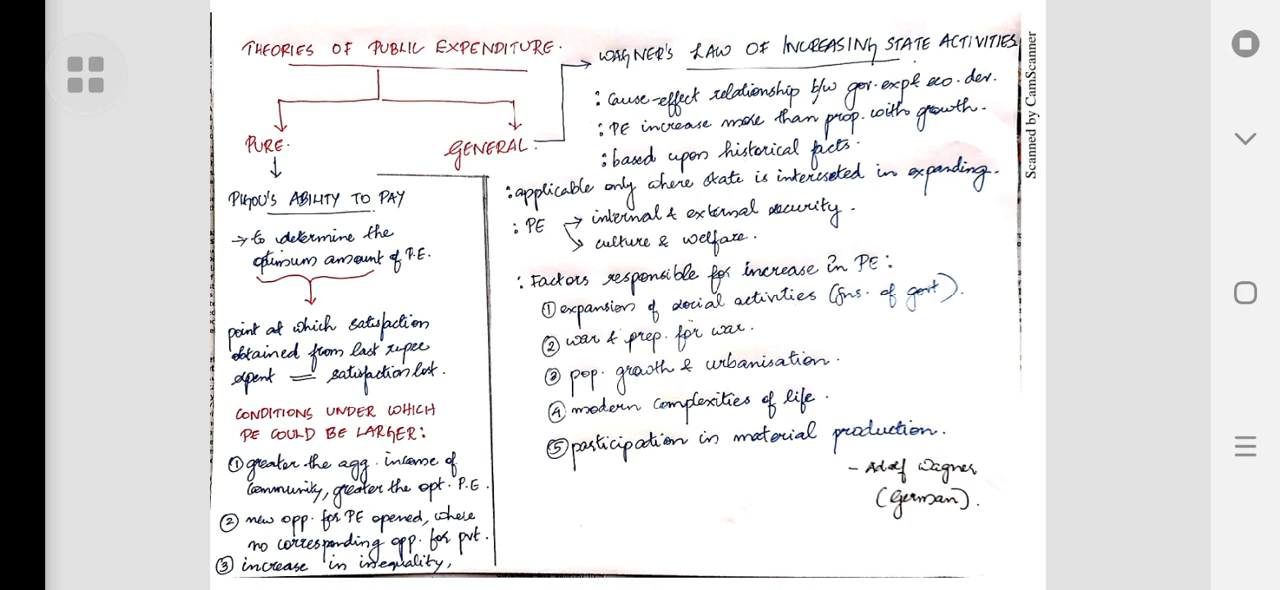 THEORIES OF PUBLIC EXPENDITURE.
PURE.
GENERAL.
PIGOU'S ABILITY TO PAY
→ to determine the
optimum amount of P.E.
point at which satisfaction
obtained from last rupee
spent = satisfaction lost.
CONDITIONS UNDER WHICH
PE COULD BE LARGER:
① greater the agg. income of
community, greater the opt. P.E.
② new opp. for PE opened, where
no corresponding opp. for pvt.
③ increase in inequality,
→ WAGNER'S LAW OF INCREASING STATE ACTIVITIES
: cause-effect relationship b/w gov. exp & eco. dev.
: PE increase more than prop. with growth.
: based upon historical facts.
: applicable only where state is interested in expanding.
: PE → internal & external security.
→ culture & welfare.
: Factors responsible for increase in PE:
① expansion of social activities (fns. of govt).
② war & prep. for war.
③ pop. growth & urbanisation.
④ modern complexities of life.
⑤ participation in material production.
- Adolf Wagner
(German).
Scanned by CamScanner